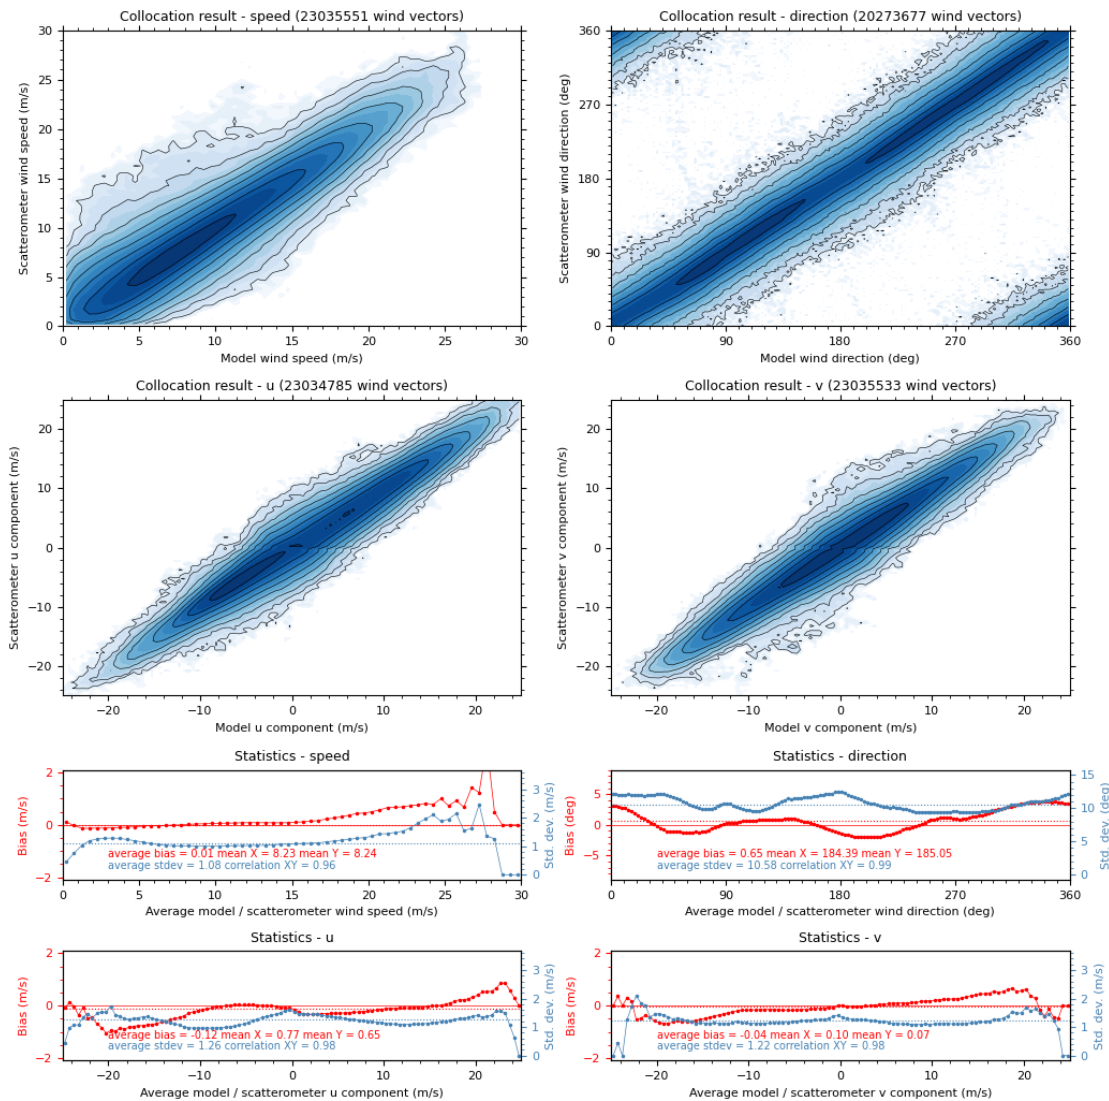 Collocation result - speed (23035551 wind vectors)
30
25
20
15
10
5
0
Scatterometer wind speed (m/s)
0 5 10 15 20 25 30
Model wind speed (m/s)
Collocation result - direction (20273677 wind vectors)
360
270
180
90
0
Scatterometer wind direction (deg)
0 90 180 270 360
Model wind direction (deg)
Collocation result - u (23034785 wind vectors)
20
10
0
−10
−20
Scatterometer u component (m/s)
−20 −10 0 10 20
Model u component (m/s)
Collocation result - v (23035533 wind vectors)
20
10
0
−10
−20
Scatterometer v component (m/s)
−20 −10 0 10 20
Model v component (m/s)
Statistics - speed
2
0
−2
Bias (m/s)
3
2
1
0
Std. dev. (m/s)
average bias = 0.01 mean X = 8.23 mean Y = 8.24
average stdev = 1.08 correlation XY = 0.96
0 5 10 15 20 25 30
Average model / scatterometer wind speed (m/s)
Statistics - direction
5
0
−5
Bias (deg)
15
10
5
0
Std. dev. (deg)
average bias = 0.65 mean X = 184.39 mean Y = 185.05
average stdev = 10.58 correlation XY = 0.99
0 90 180 270 360
Average model / scatterometer wind direction (deg)
Statistics - u
2
0
−2
Bias (m/s)
3
2
1
0
Std. dev. (m/s)
average bias = -0.12 mean X = 0.77 mean Y = 0.65
average stdev = 1.26 correlation XY = 0.98
−20 −10 0 10 20
Average model / scatterometer u component (m/s)
Statistics - v
2
0
−2
Bias (m/s)
3
2
1
0
Std. dev. (m/s)
average bias = -0.04 mean X = 0.10 mean Y = 0.07
average stdev = 1.22 correlation XY = 0.98
−20 −10 0 10 20
Average model / scatterometer v component (m/s)